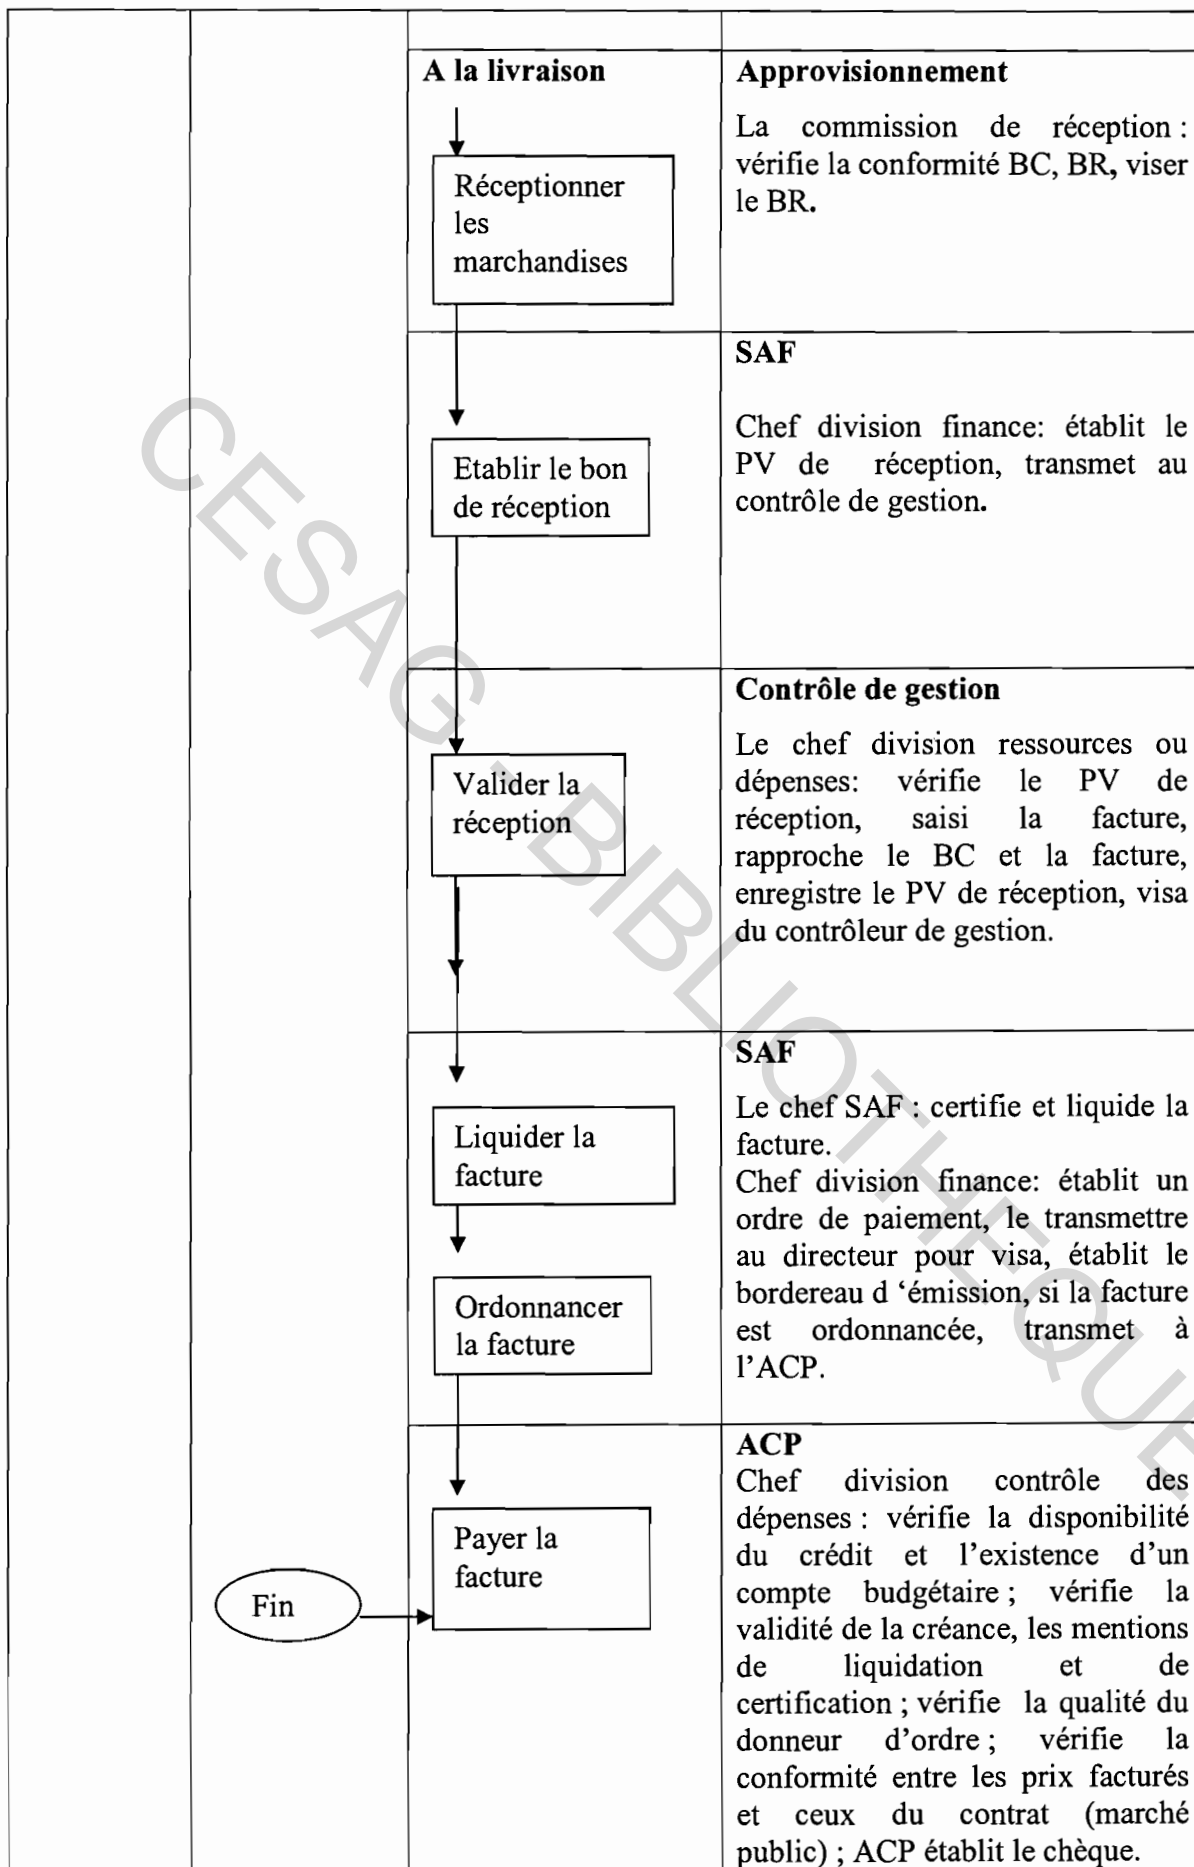 A la livraison
Réceptionner
les
marchandises
Approvisionnement
La commission de réception :
vérifie la conformité BC, BR, viser
le BR.
Etablir le bon
de réception
SAF
Chef division finance: établit le
PV de réception, transmet au
contrôle de gestion.
Valider la
réception
Contrôle de gestion
Le chef division ressources ou
dépenses: vérifie le PV de
réception, saisi la facture,
rapproche le BC et la facture,
enregistre le PV de réception, visa
du contrôleur de gestion.
Liquider la
facture
Ordonnancer
la facture
SAF
Le chef SAF : certifie et liquide la
facture.
Chef division finance: établit un
ordre de paiement, le transmettre
au directeur pour visa, établit le
bordereau d ‘émission, si la facture
est ordonnancée, transmet à
l’ACP.
Fin
Payer la
facture
ACP
Chef division contrôle des
dépenses : vérifie la disponibilité
du crédit et l’existence d’un
compte budgétaire ; vérifie la
validité de la créance, les mentions
de liquidation et de
certification ; vérifie la qualité du
donneur d’ordre ; vérifie la
conformité entre les prix facturés
et ceux du contrat (marché
public) ; ACP établit le chèque.
CESAG - BIBLIOTHEQUE